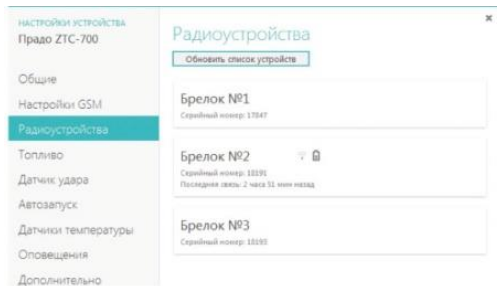 НАСТРОЙКИ УСТРОЙСТВА
Прадо ZTC-700
Общие
Настройки GSM
Радиоустройства
Топливо
Датчик удара
Автозапуск
Датчики температуры
Оповещения
Дополнительно
Радиоустройства
Обновить список устройств
Брелок №1
Серийный номер: 17847
Брелок №2
Серийный номер: 18191
Последняя связь: 2 часа 51 мин назад
Брелок №3
Серийный номер: 18193